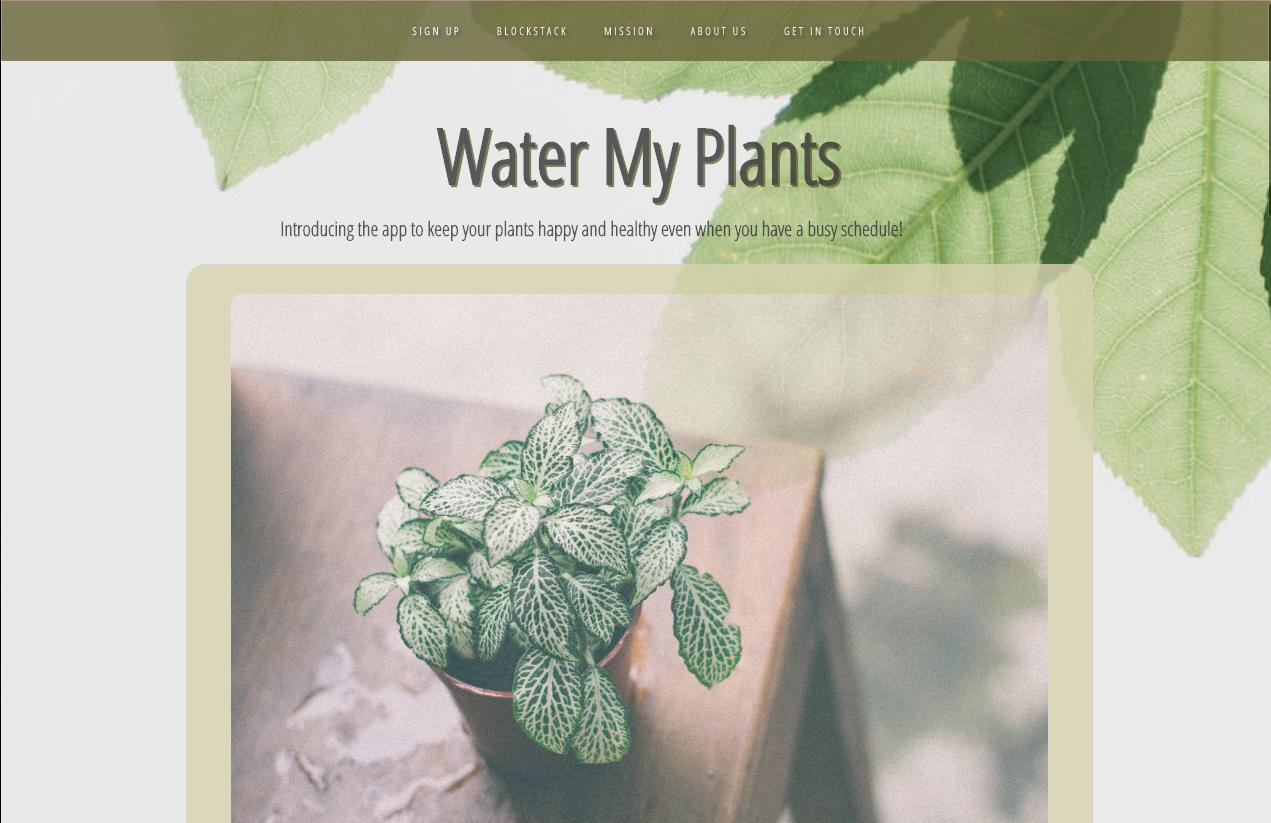 SIGN UP BLOCKSTACK MISSION ABOUT US GET IN TOUCH
Water My Plants
Introducing the app to keep your plants happy and healthy even when you have a busy schedule!